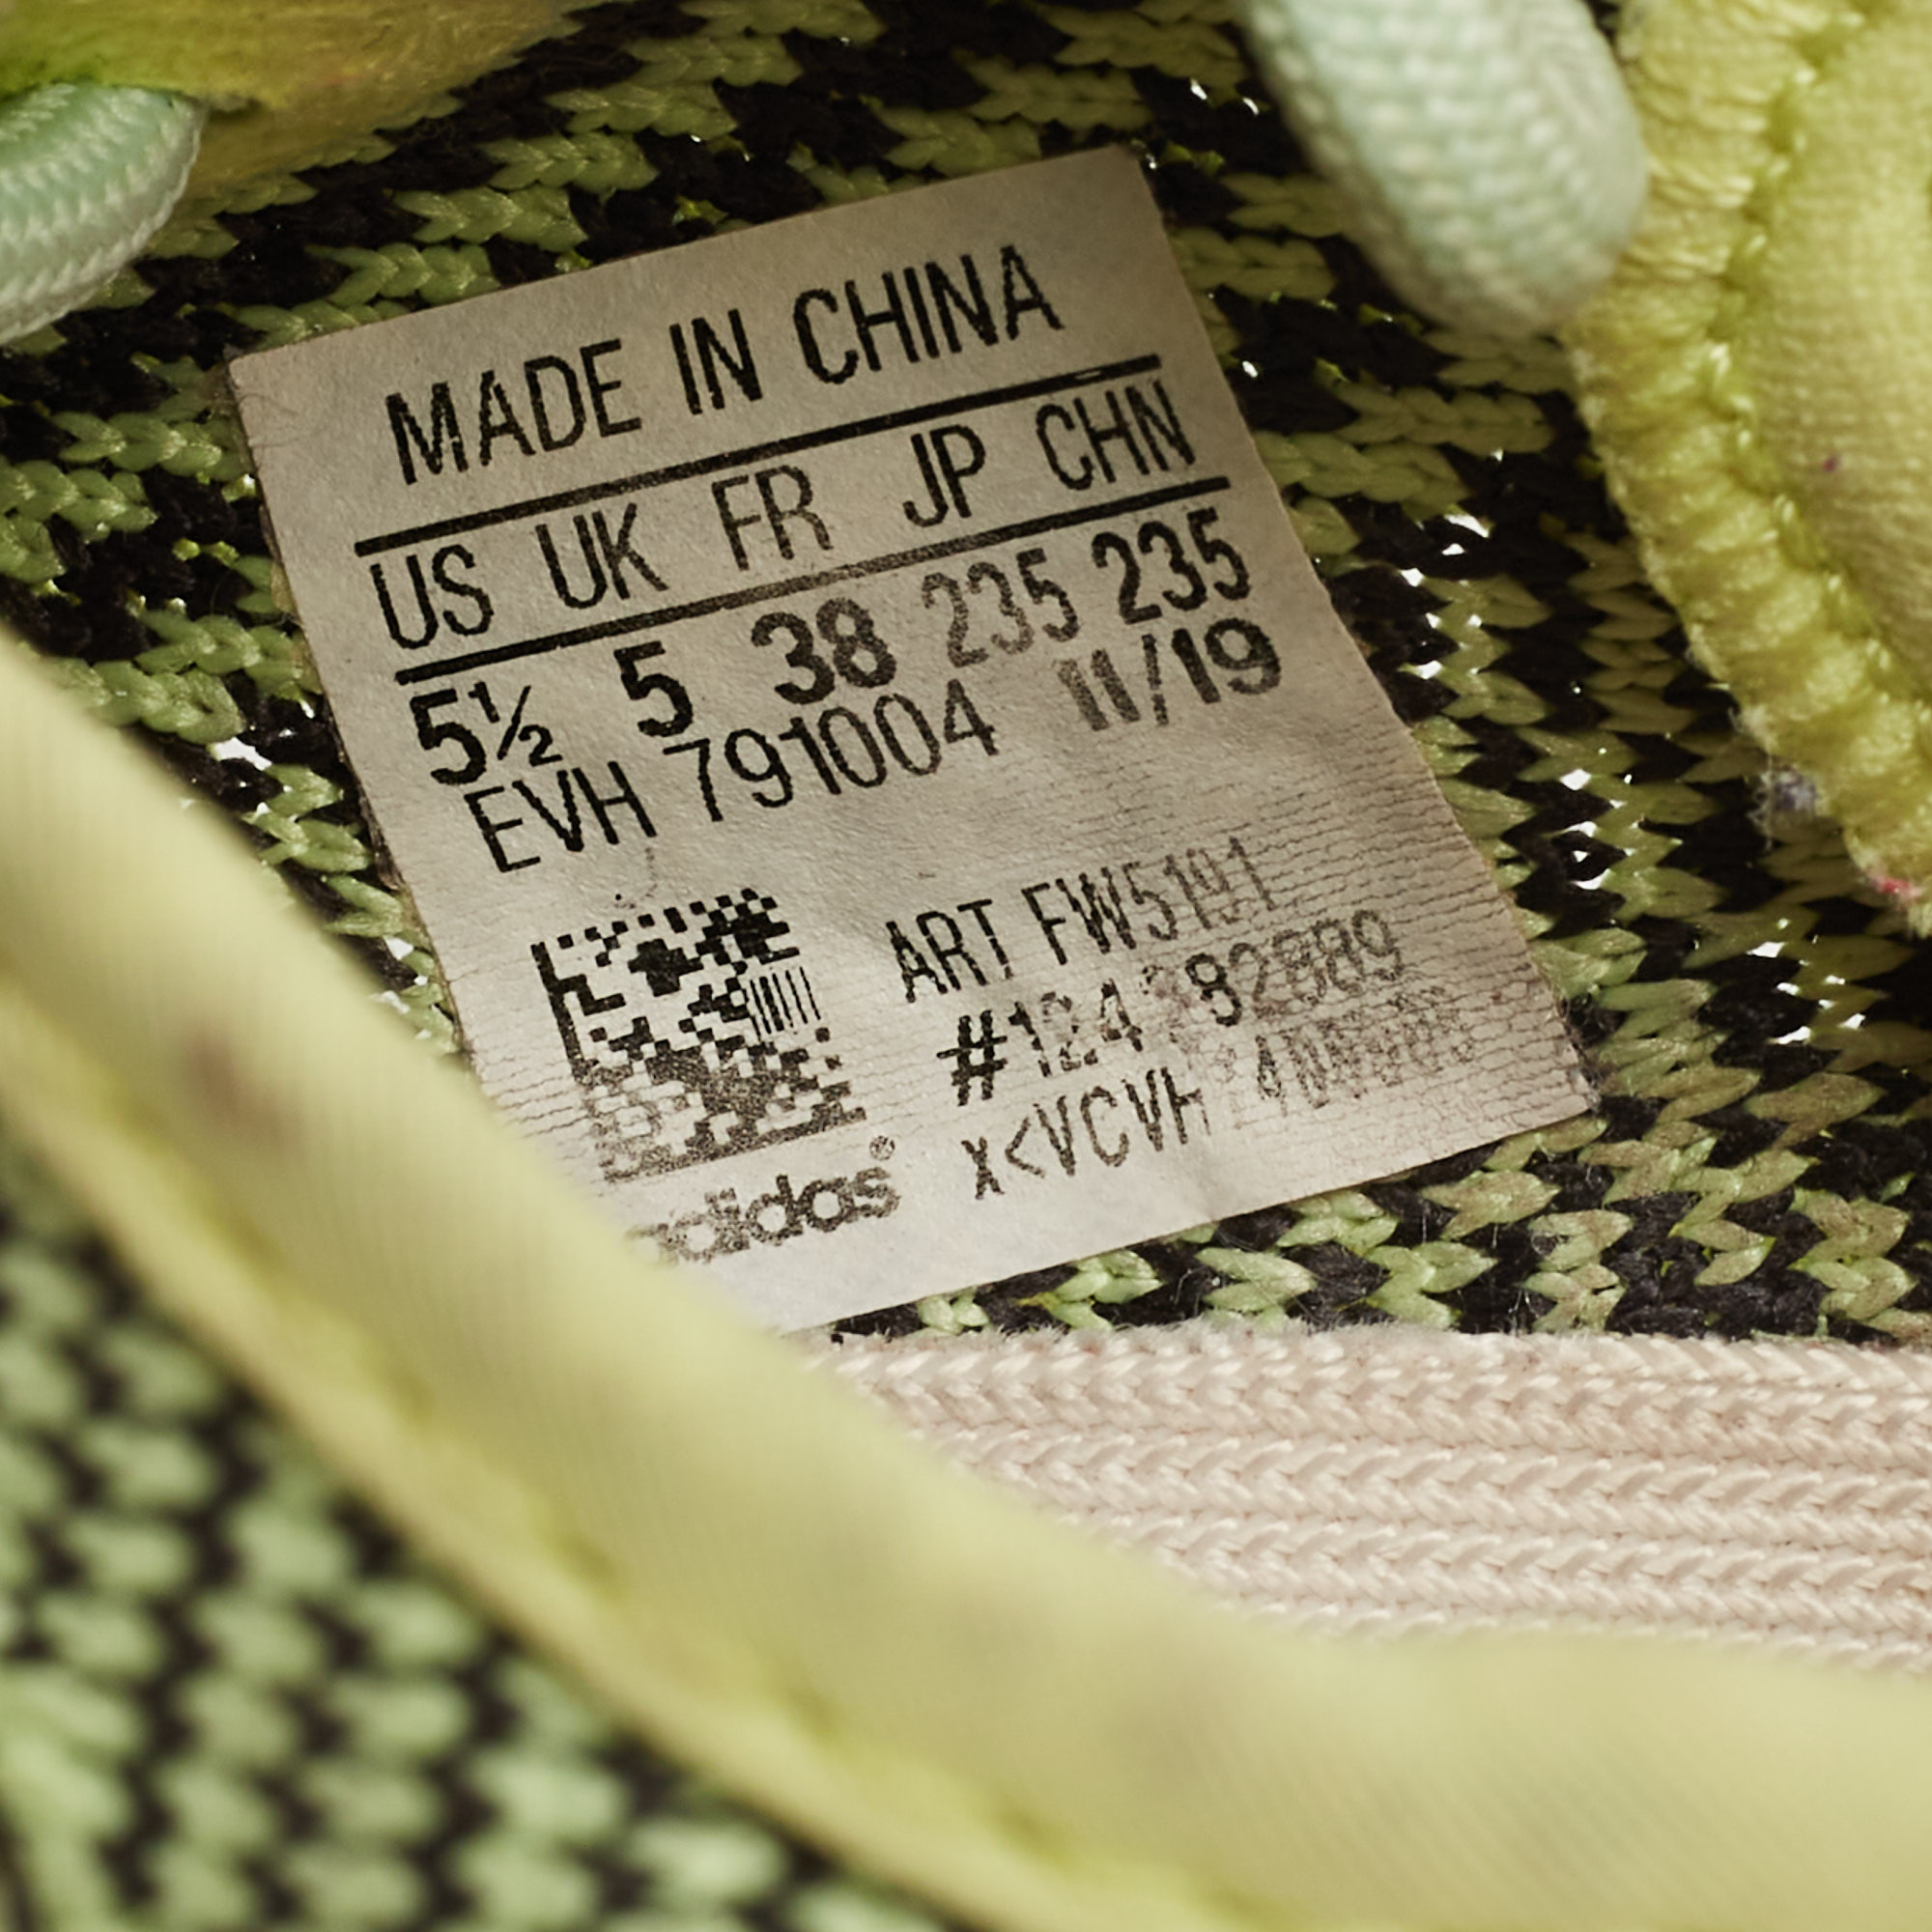 MADE IN CHINA
US UK FR JP CHN
5½ 5 38 235 235
EVH 791004 11/19
ART FW5191
x<VCVH
adidas®